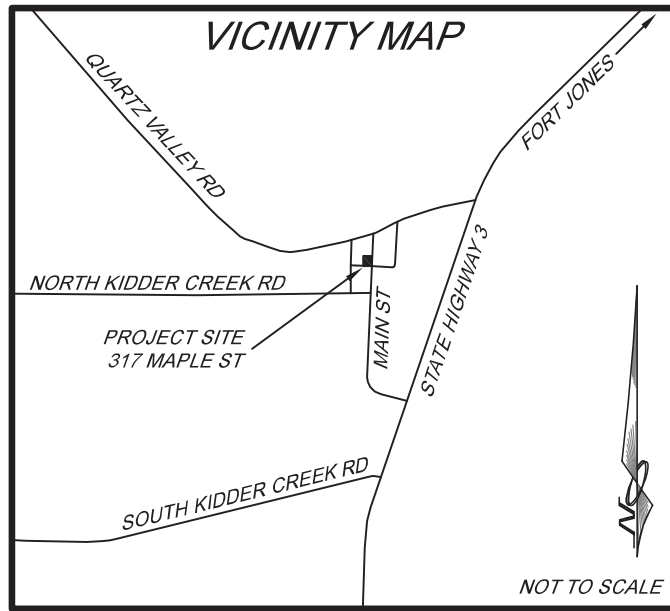 VICINITY MAP
QUARTZ VALLEY RD
FORT JONES
NORTH KIDDER CREEK RD
PROJECT SITE
317 MAPLE ST
MAIN ST
STATE HIGHWAY 3
SOUTH KIDDER CREEK RD
N
NOT TO SCALE